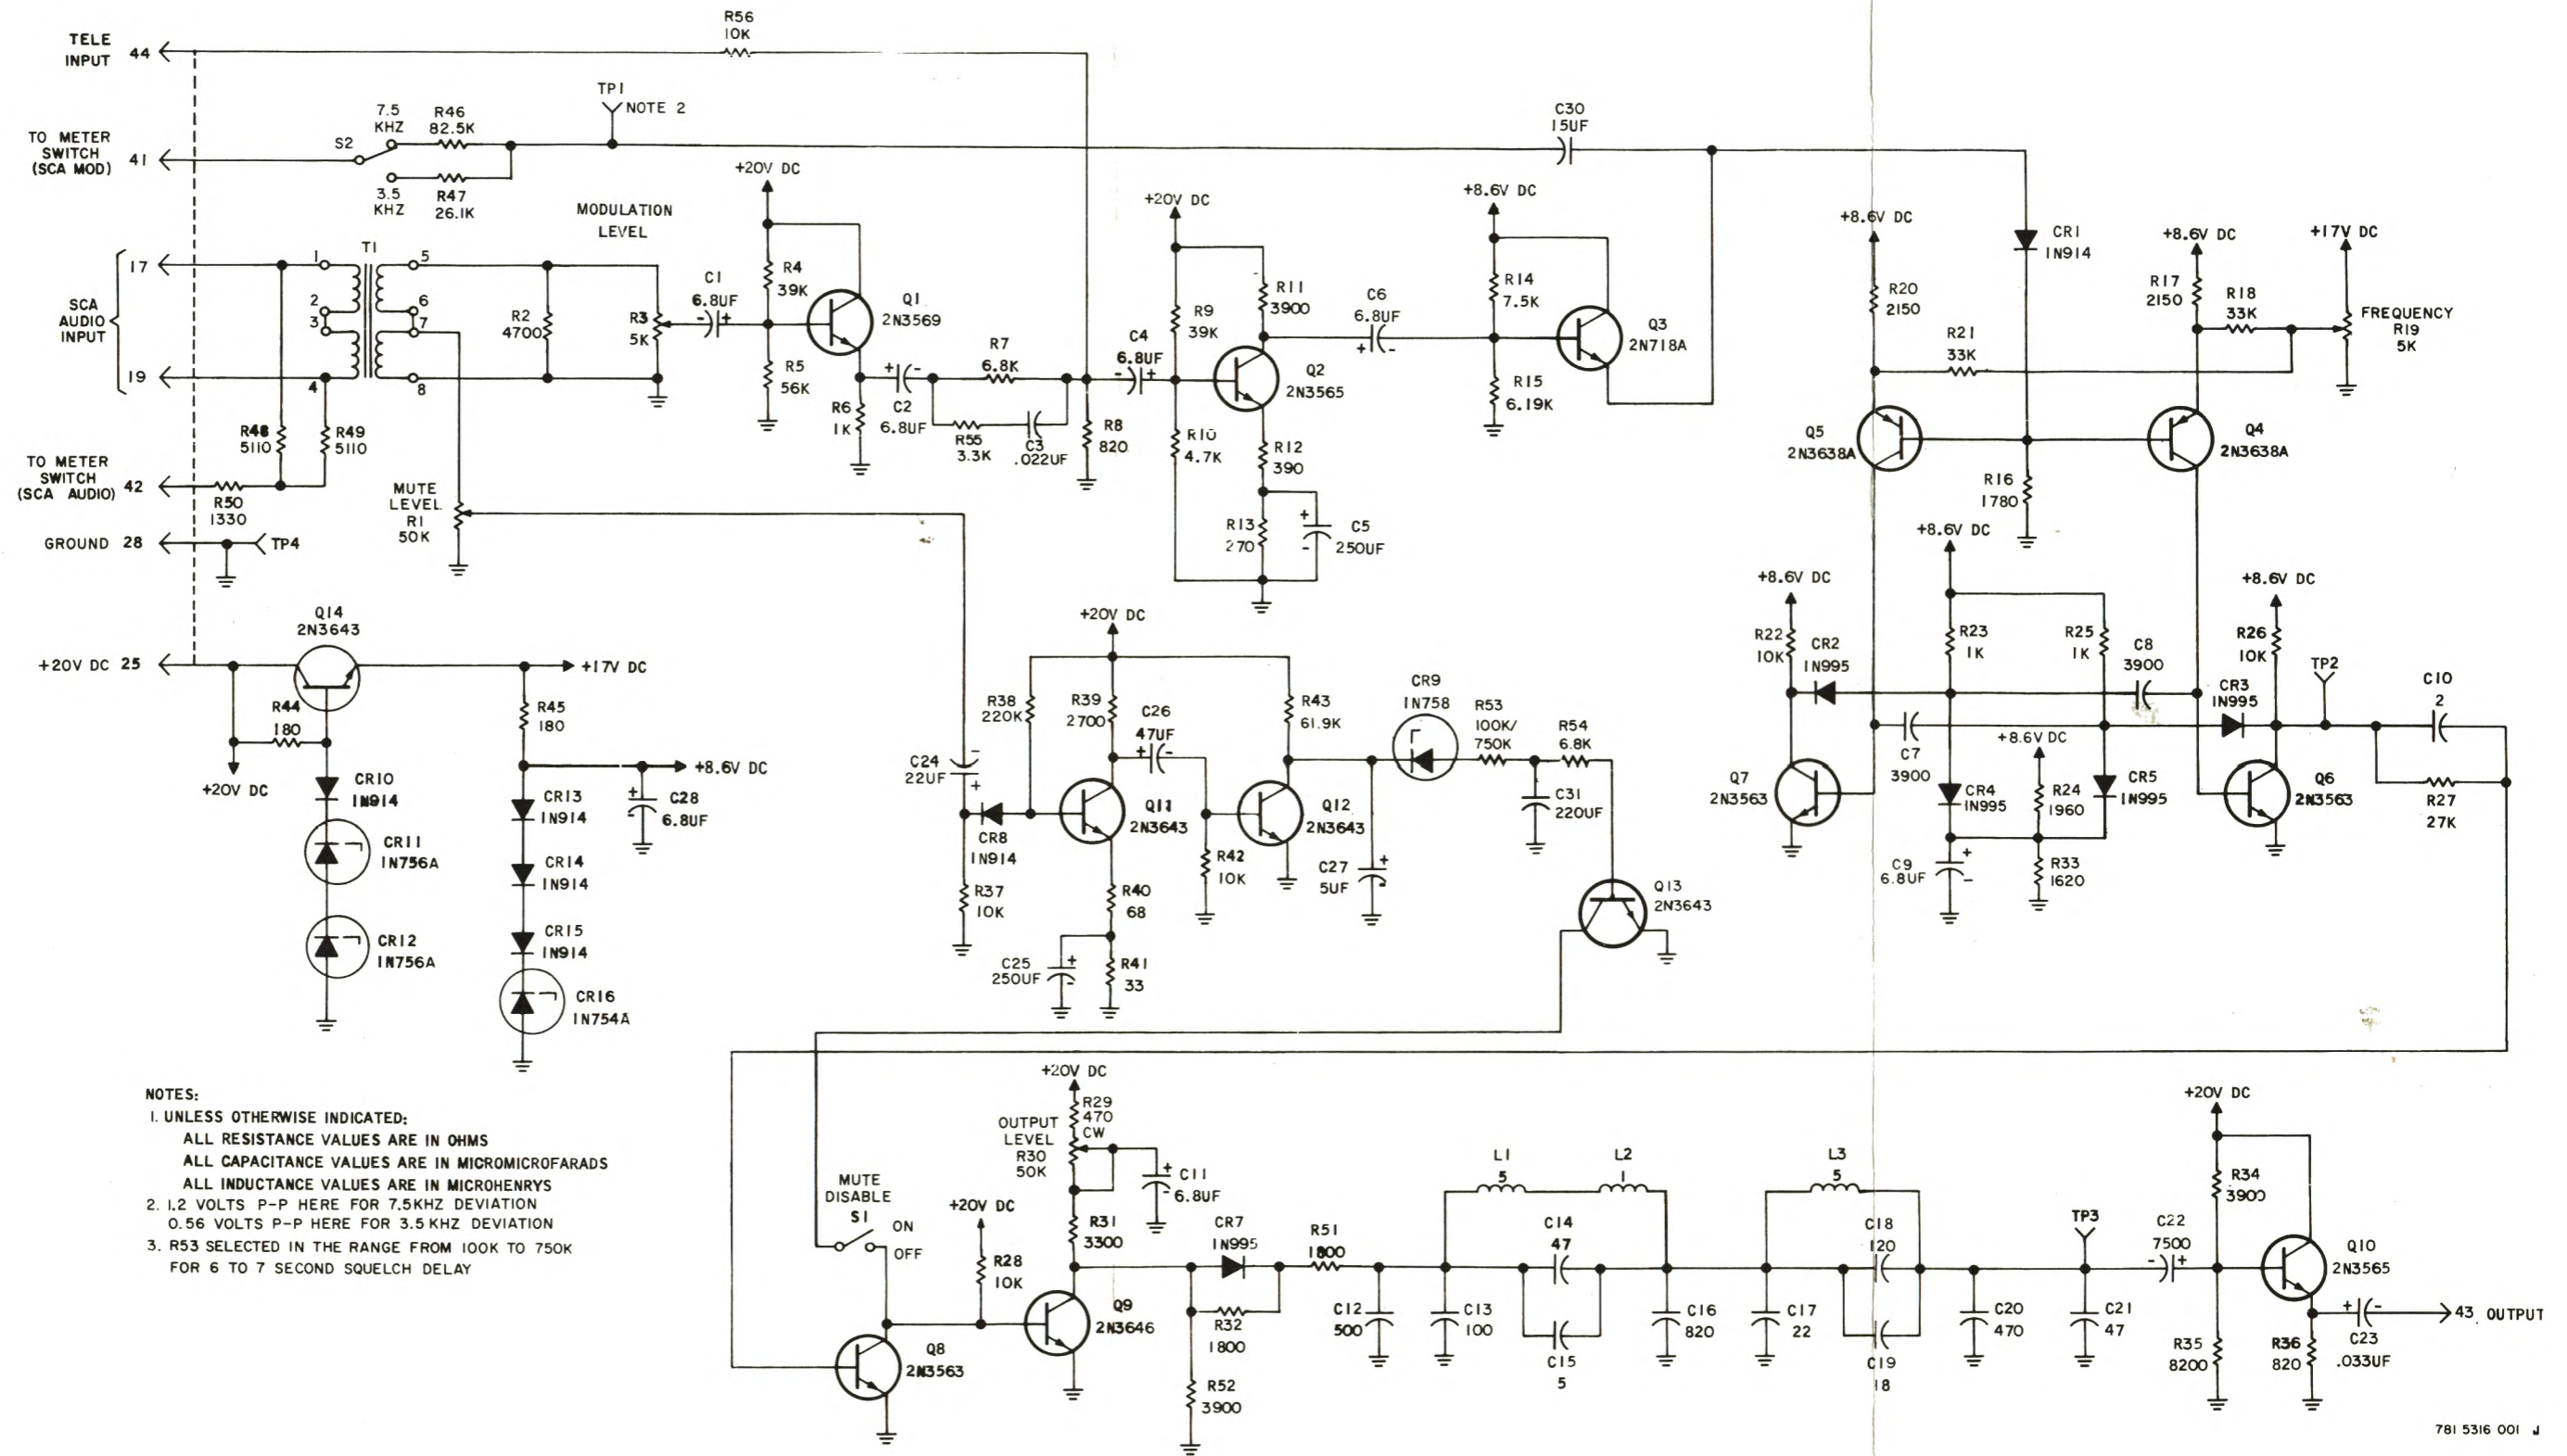 R56
10K
TELE
INPUT
44
TP1
NOTE 2
7.5
KHZ
R46
82.5K
S2
TO METER
SWITCH
(SCA MOD)
41
3.5
KHZ
R47
26.1K
C30
15UF
+20V DC
+20V DC
+8.6V DC
+8.6V DC
CR1
1N914
+8.6V DC
+17V DC
MODULATION
LEVEL
SCA
AUDIO
INPUT
17
19
T1
1
2
3
4
5
6
7
8
R2
4700
R3
5K
C1
6.8UF
- +
R4
39K
Q1
2N3569
R5
56K
R6
1K
+ -
C2
6.8UF
R7
6.8K
R55
3.3K
C3
.022UF
R8
820
C4
6.8UF
- +
R9
39K
R10
4.7K
R11
3900
Q2
2N3565
R12
390
R13
270
+
-
C5
250UF
C6
6.8UF
+ -
R14
7.5K
Q3
2N718A
R15
6.19K
R20
2150
R21
33K
R17
2150
R18
33K
FREQUENCY
R19
5K
Q5
2N3638A
Q4
2N3638A
R16
1780
R48
5110
R49
5110
TO METER
SWITCH
(SCA AUDIO)
42
R50
1330
MUTE
LEVEL
R1
50K
GROUND 28
TP4
Q14
2N3643
+20V DC 25
+17V DC
R44
180
+20V DC
R45
180
+8.6V DC
CR10
1N914
CR11
1N756A
CR12
1N756A
CR13
1N914
CR14
1N914
CR15
1N914
CR16
1N754A
+
-
C28
6.8UF
+20V DC
R38
220K
R39
2700
C26
47UF
+ -
R43
61.9K
CR9
1N758
R53
100K/
750K
R54
6.8K
C24
22UF
-
+
CR8
1N914
Q11
2N3643
R42
10K
Q12
2N3643
C27
5UF
+
-
C31
220UF
R37
10K
R40
68
C25
250UF
+
-
R41
33
Q13
2N3643
+8.6V DC
+8.6V DC
+8.6V DC
R22
10K
CR2
1N995
R23
1K
R25
1K
C8
3900
CR3
1N995
R26
10K
TP2
C10
2
C7
3900
+8.6V DC
Q7
2N3563
CR4
1N995
R24
1960
CR5
1N995
Q6
2N3563
R27
27K
C9
6.8UF
+
-
R33
1620
NOTES:
1. UNLESS OTHERWISE INDICATED:
ALL RESISTANCE VALUES ARE IN OHMS
ALL CAPACITANCE VALUES ARE IN MICROMICROFARADS
ALL INDUCTANCE VALUES ARE IN MICROHENRYS
2. 1.2 VOLTS P-P HERE FOR 7.5KHZ DEVIATION
0.56 VOLTS P-P HERE FOR 3.5 KHZ DEVIATION
3. R53 SELECTED IN THE RANGE FROM 100K TO 750K
FOR 6 TO 7 SECOND SQUELCH DELAY
MUTE
DISABLE
S1
ON
OFF
+20V DC
R29
470
CW
OUTPUT
LEVEL
R30
50K
+
-
C11
6.8UF
+20V DC
R28
10K
R31
3300
Q8
2N3563
Q9
2N3646
CR7
1N995
R32
1800
R52
3900
R51
1800
C12
500
C13
100
L1
5
L2
1
C14
47
C15
5
C16
820
C17
22
L3
5
C18
120
C19
18
C20
470
TP3
C21
47
C22
7500
- +
+20V DC
R34
3900
Q10
2N3565
R35
8200
R36
820
+ -
C23
.033UF
43 OUTPUT
781 5316 001 J